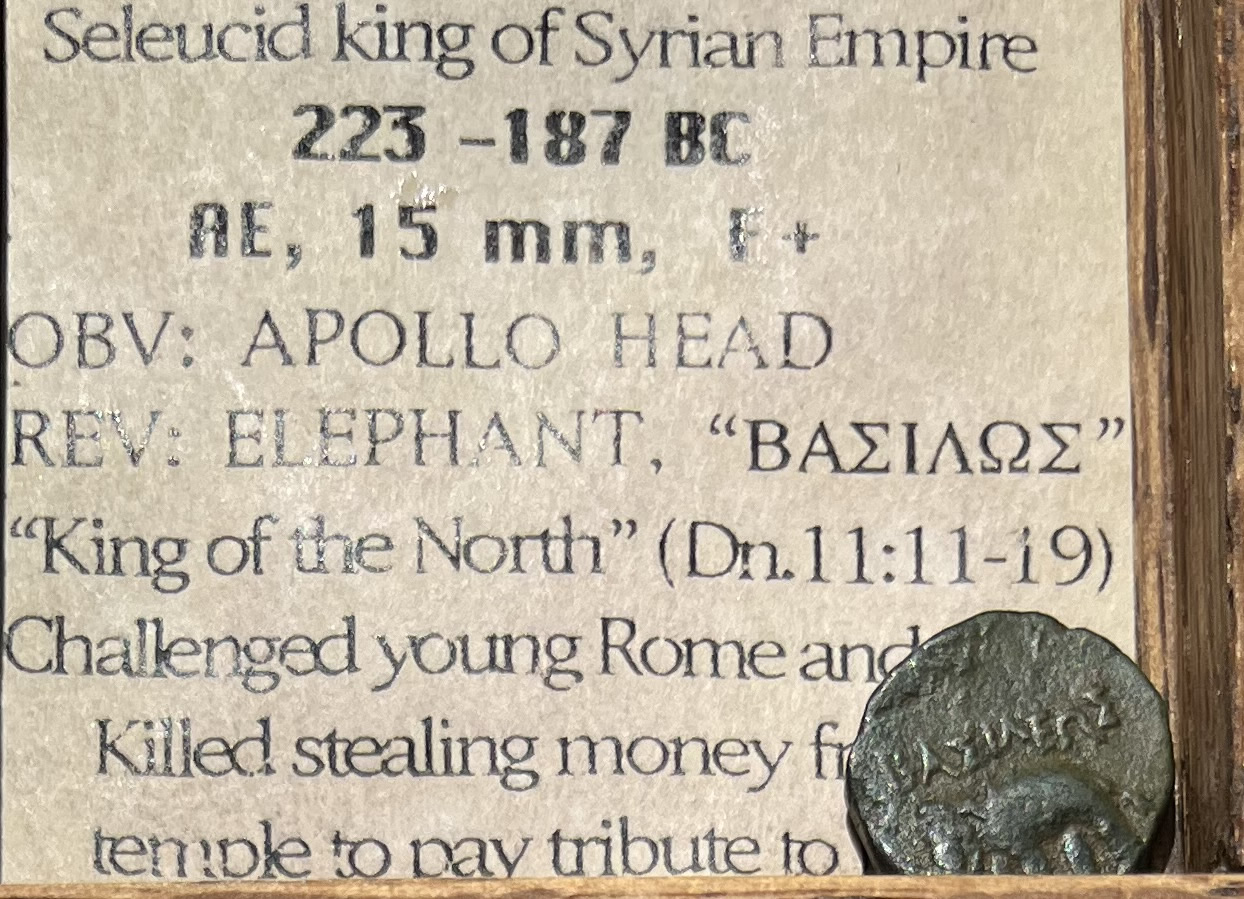 Seleucid king of Syrian Empire
223 -187 BC
AE, 15 mm, F+
OBV: APOLLO HEAD
REV: ELEPHANT, “ΒΑΣΙΛΩΣ”
“King of the North” (Dn.11:11-19)
Challenged young Rome and
Killed stealing money
temple to pay tribute to
ΒΑΣΙΛΕΩΣ